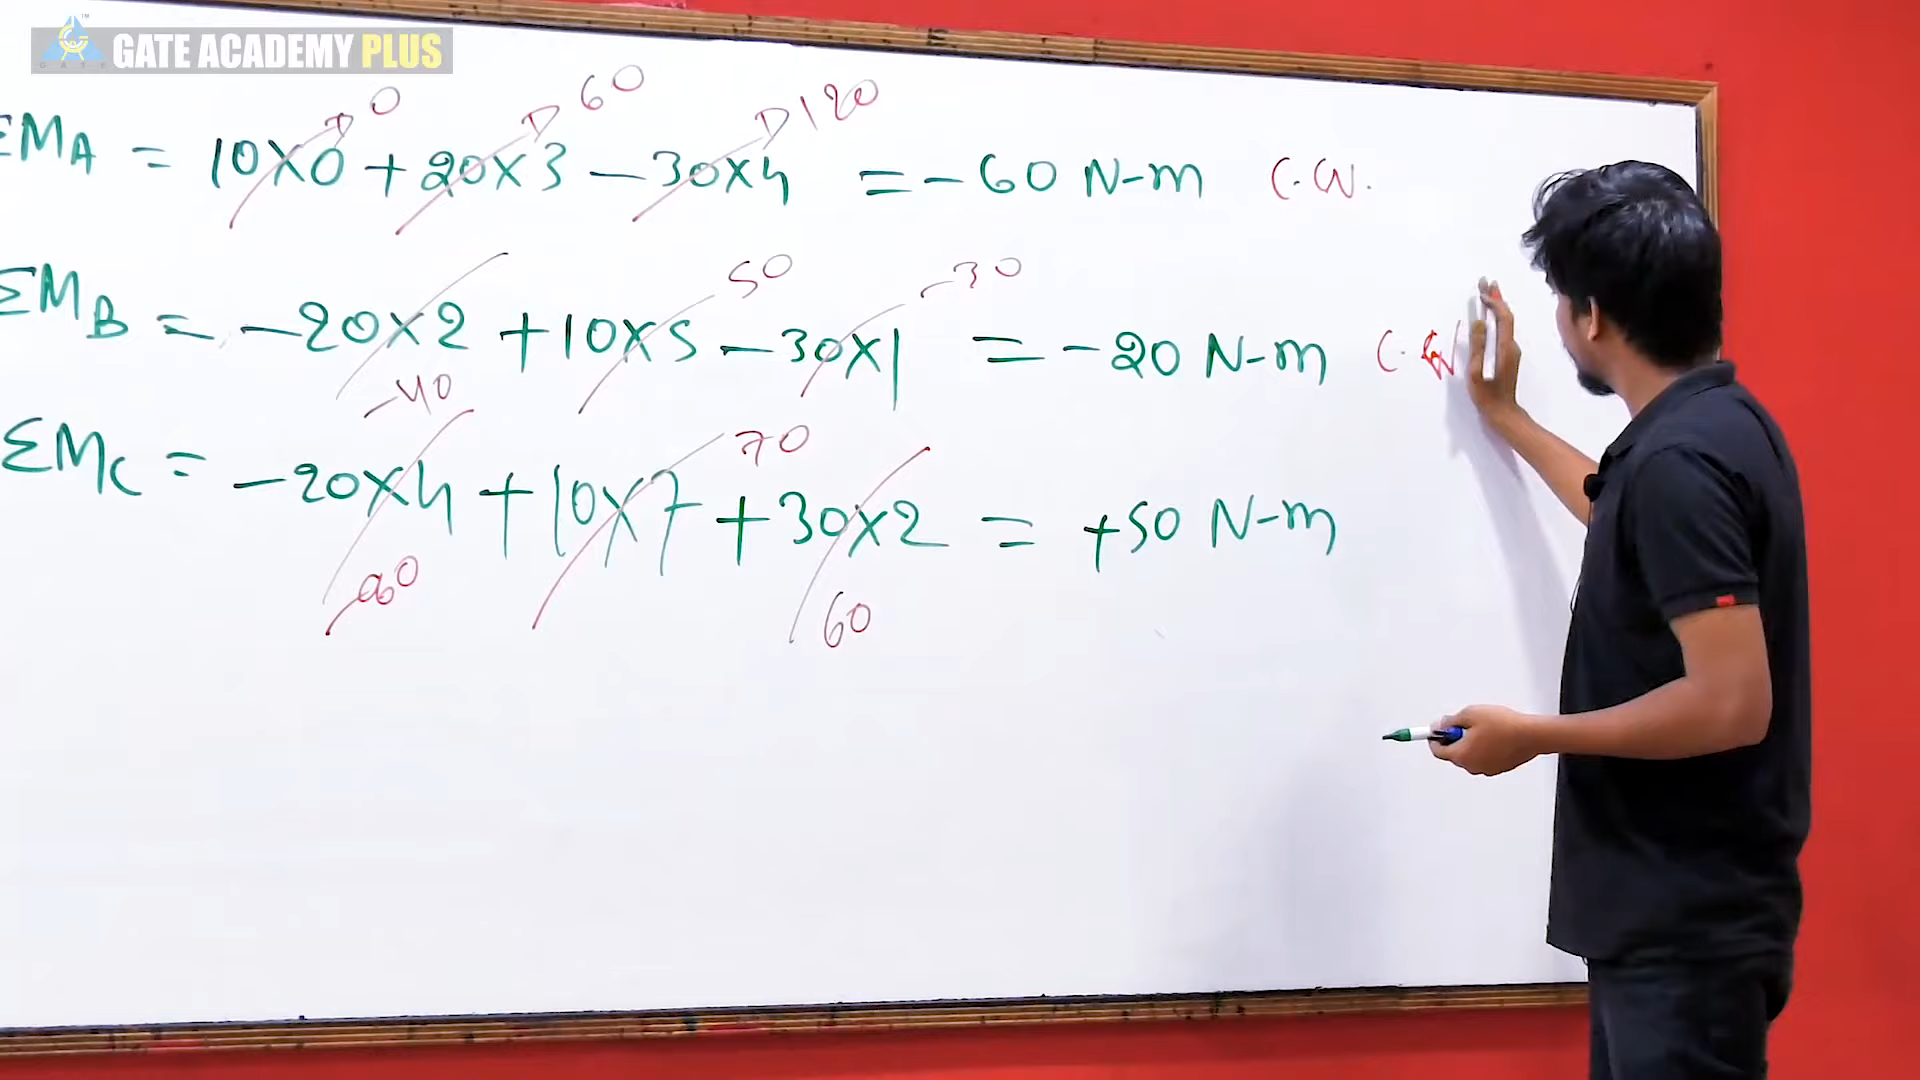 GATE ACADEMY PLUS
0 60 120
ΣMA = 10×0 + 20×3 – 30×4 = – 60 N-m C.W.
50 –30
ΣMB = –20×2 + 10×5 – 30×1 = –20 N-m C.W
–40
70
ΣMC = –20×4 + 10×7 + 30×2 = +50 N-m
60